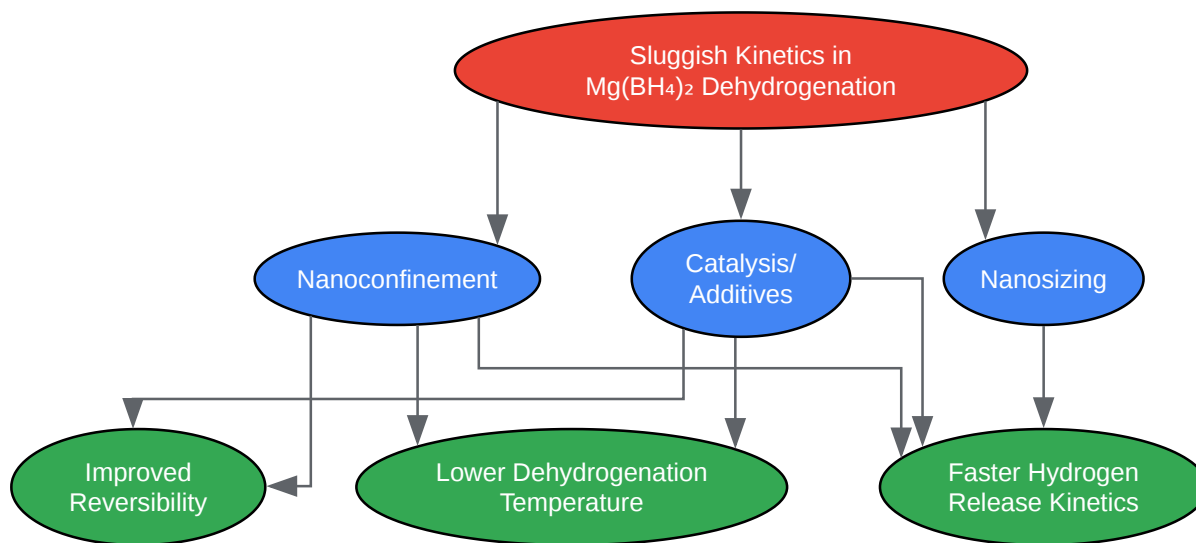 Sluggish Kinetics in
Mg(BH₄)₂ Dehydrogenation
Nanoconfinement
Catalysis/
Additives
Nanosizing
Improved
Reversibility
Lower Dehydrogenation
Temperature
Faster Hydrogen
Release Kinetics